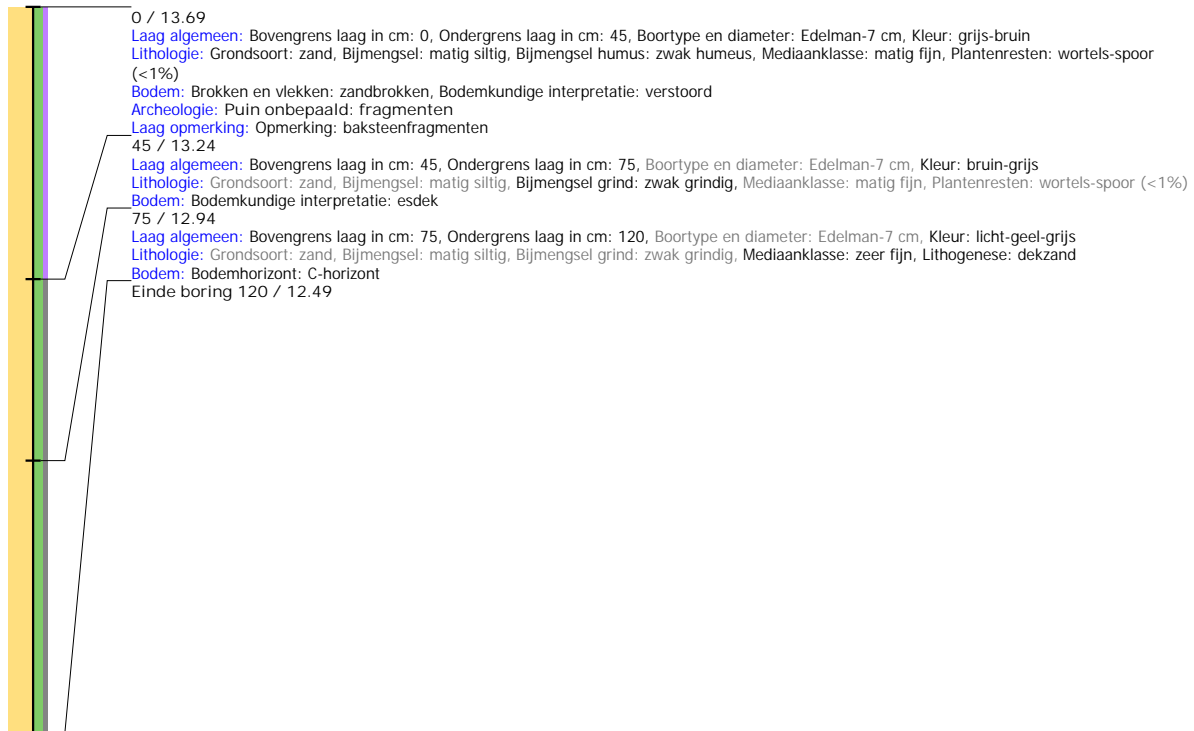 0 / 13.69
Laag algemeen: Bovengrens laag in cm: 0, Ondergrens laag in cm: 45, Boortype en diameter: Edelman-7 cm, Kleur: grijs-bruin
Lithologie: Grondsoort: zand, Bijmengsel: matig siltig, Bijmengsel humus: zwak humeus, Mediaanklasse: matig fijn, Plantenresten: wortels-spoor
(<1%)
Bodem: Brokken en vlekken: zandbrokken, Bodemkundige interpretatie: verstoord
Archeologie: Puin onbepaald: fragmenten
Laag opmerking: Opmerking: baksteenfragmenten
45 / 13.24
Laag algemeen: Bovengrens laag in cm: 45, Ondergrens laag in cm: 75, Boortype en diameter: Edelman-7 cm, Kleur: bruin-grijs
Lithologie: Grondsoort: zand, Bijmengsel: matig siltig, Bijmengsel grind: zwak grindig, Mediaanklasse: matig fijn, Plantenresten: wortels-spoor (<1%)
Bodem: Bodemkundige interpretatie: esdek
75 / 12.94
Laag algemeen: Bovengrens laag in cm: 75, Ondergrens laag in cm: 120, Boortype en diameter: Edelman-7 cm, Kleur: licht-geel-grijs
Lithologie: Grondsoort: zand, Bijmengsel: matig siltig, Bijmengsel grind: zwak grindig, Mediaanklasse: zeer fijn, Lithogenese: dekzand
Bodem: Bodemhorizont: C-horizont
Einde boring 120 / 12.49